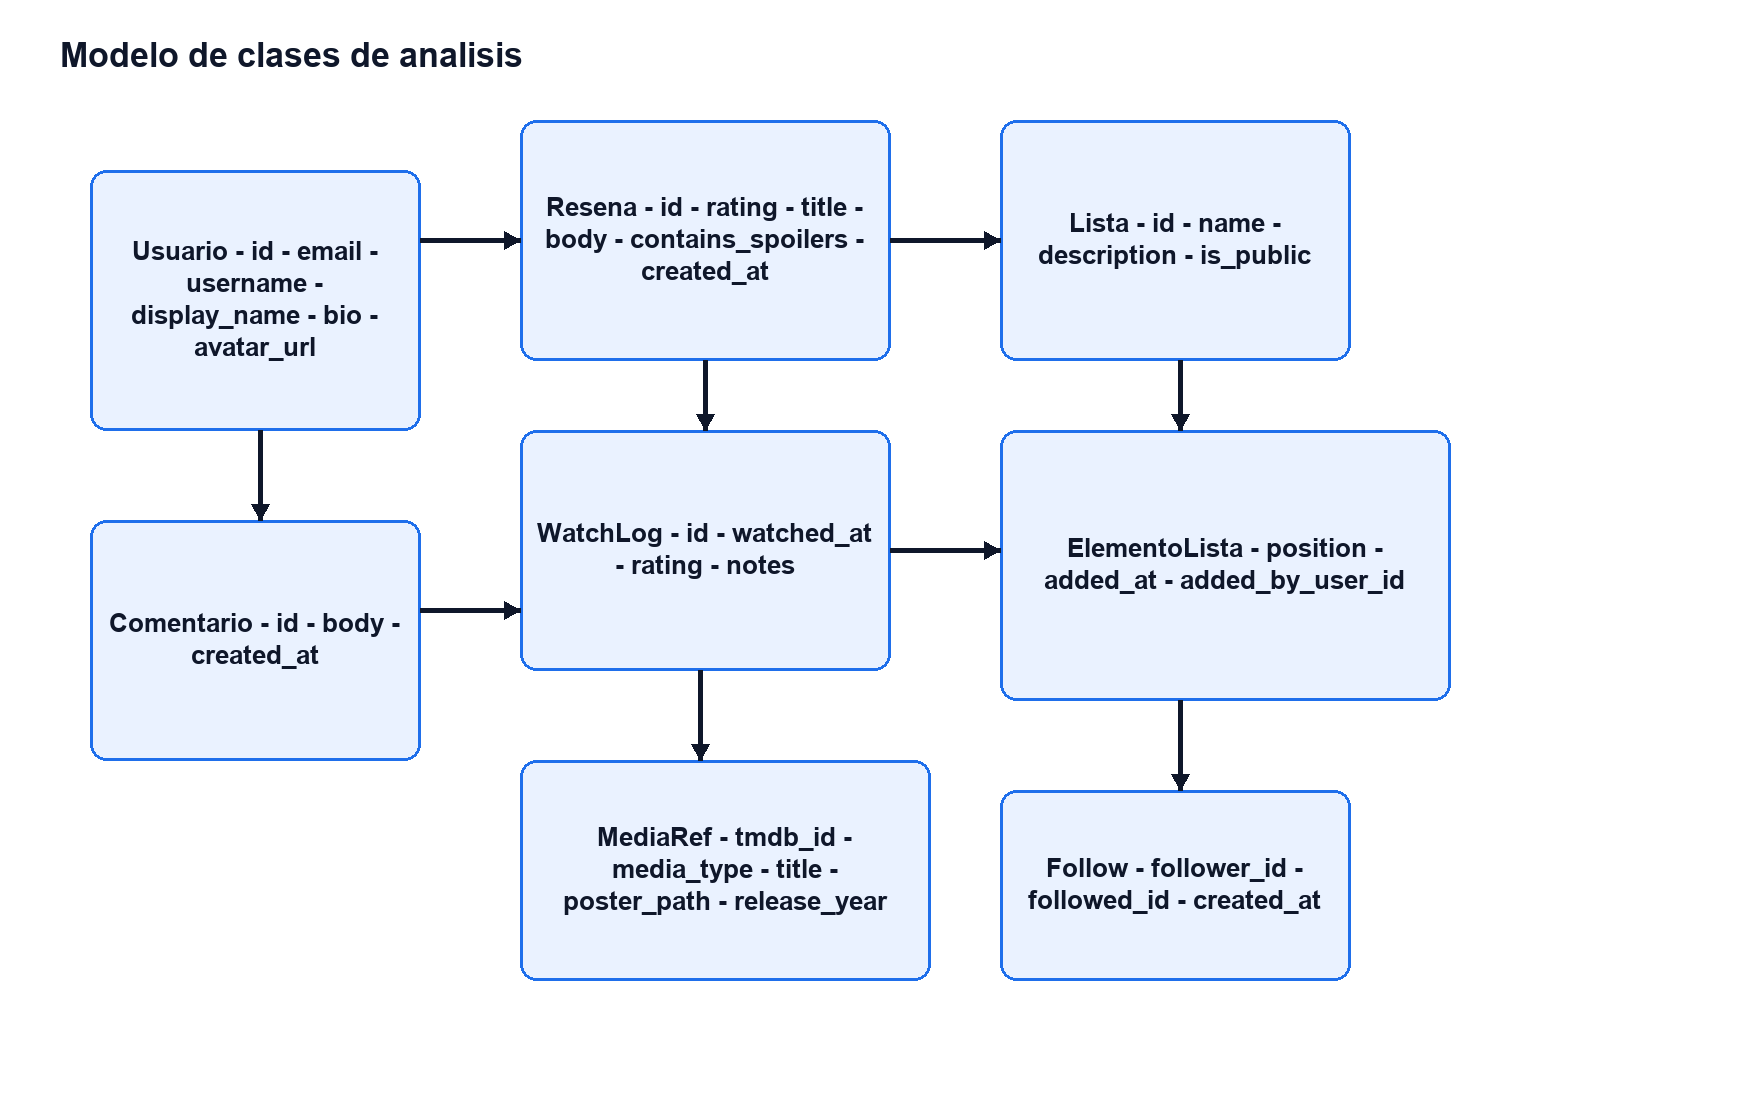 Modelo de clases de analisis
Usuario - id - email -
username -
display_name - bio -
avatar_url
Resena - id - rating - title -
body - contains_spoilers -
created_at
Lista - id - name -
description - is_public
Comentario - id - body -
created_at
WatchLog - id - watched_at
- rating - notes
ElementoLista - position -
added_at - added_by_user_id
MediaRef - tmdb_id -
media_type - title -
poster_path - release_year
Follow - follower_id -
followed_id - created_at